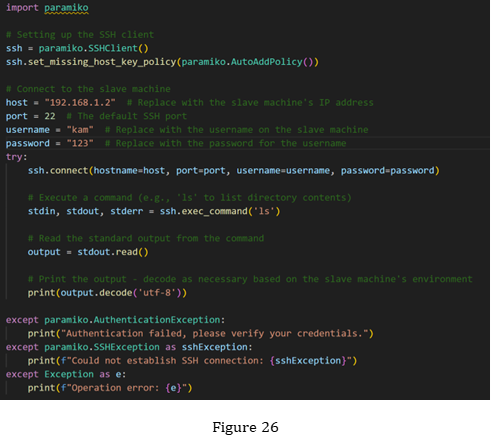 import paramiko
# Setting up the SSH client
ssh = paramiko.SSHClient()
ssh.set_missing_host_key_policy(paramiko.AutoAddPolicy())
# Connect to the slave machine
host = "192.168.1.2"  # Replace with the slave machine's IP address
port = 22  # The default SSH port
username = "kam"  # Replace with the username on the slave machine
password = "123"  # Replace with the password for the username
try:
    ssh.connect(hostname=host, port=port, username=username, password=password)
    # Execute a command (e.g., 'ls' to list directory contents)
    stdin, stdout, stderr = ssh.exec_command('ls')
    # Read the standard output from the command
    output = stdout.read()
    # Print the output - decode as necessary based on the slave machine's environment
    print(output.decode('utf-8'))
except paramiko.AuthenticationException:
    print("Authentication failed, please verify your credentials.")
except paramiko.SSHException as sshException:
    print(f"Could not establish SSH connection: {sshException}")
except Exception as e:
    print(f"Operation error: {e}")
Figure 26